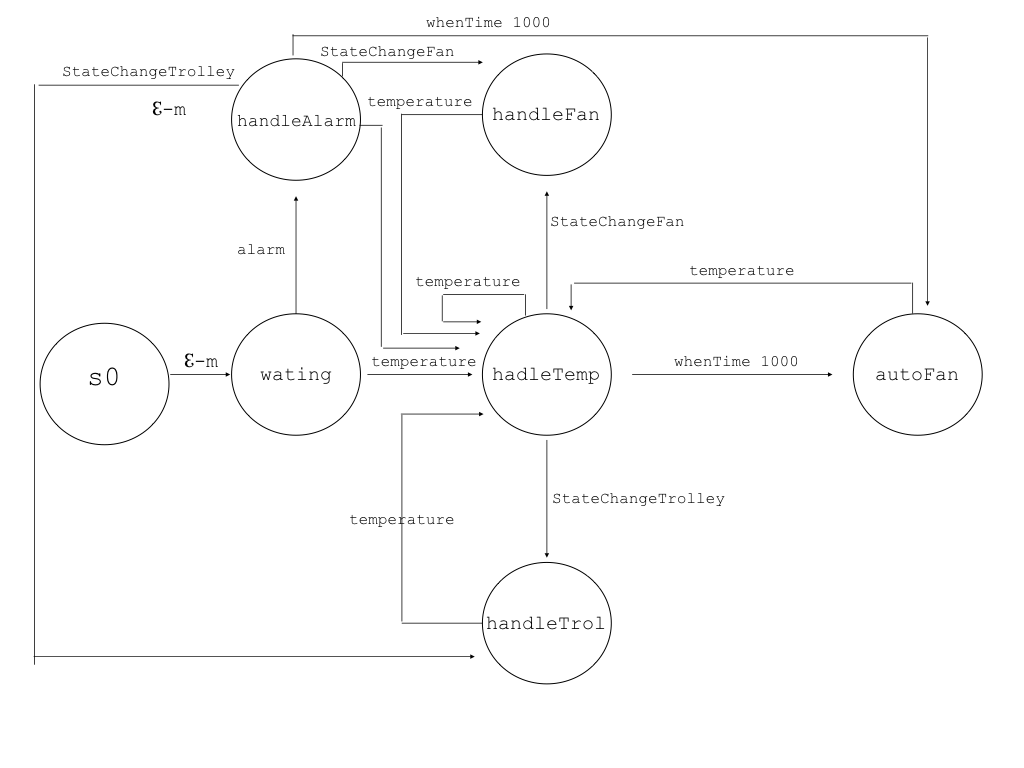 whenTime 1000
StateChangeFan
StateChangeTrolley
temperature
ε-m
handleAlarm
handleFan
StateChangeFan
alarm
temperature
temperature
ε-m
temperature
whenTime 1000
s0
wating
hadleTemp
autoFan
StateChangeTrolley
temperature
handleTrol